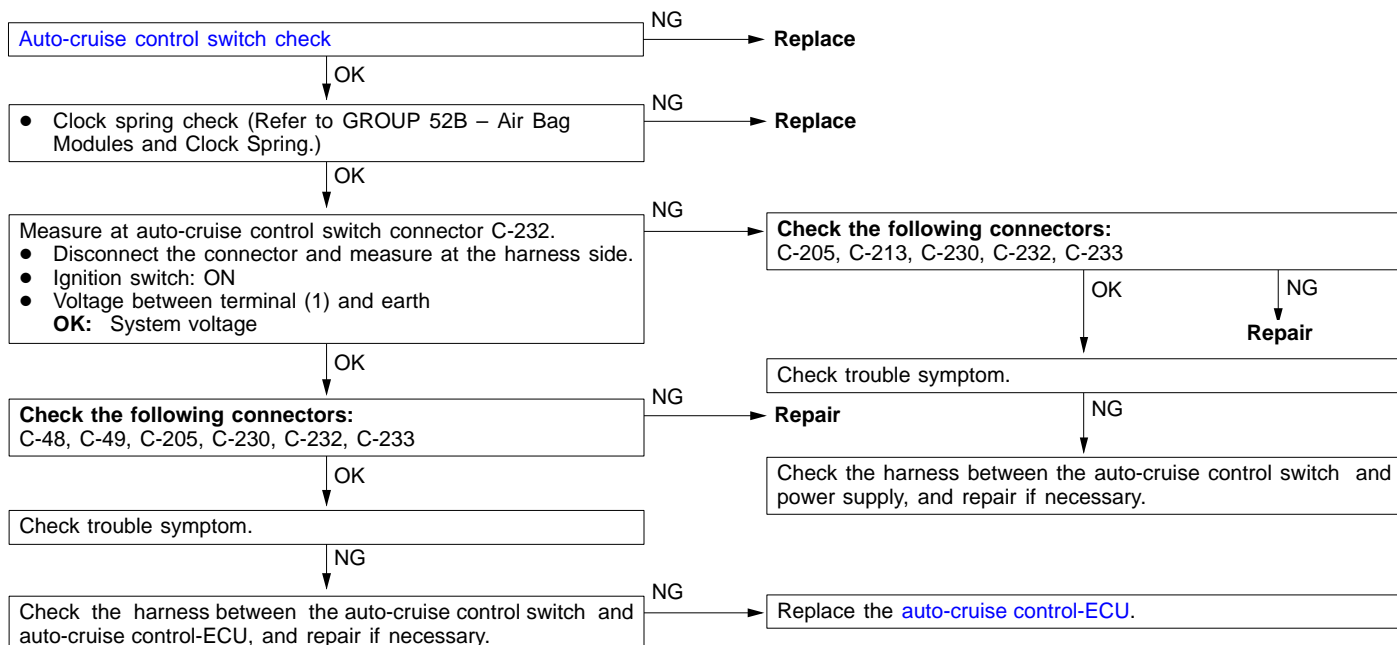 Auto-cruise control switch check
NG
Replace
OK
● Clock spring check (Refer to GROUP 52B – Air Bag
Modules and Clock Spring.)
NG
Replace
OK
Measure at auto-cruise control switch connector C-232.
● Disconnect the connector and measure at the harness side.
● Ignition switch: ON
● Voltage between terminal (1) and earth
OK: System voltage
NG
Check the following connectors:
C-205, C-213, C-230, C-232, C-233
OK
NG
Repair
Check trouble symptom.
NG
Check the harness between the auto-cruise control switch and
power supply, and repair if necessary.
OK
Check the following connectors:
C-48, C-49, C-205, C-230, C-232, C-233
NG
Repair
OK
Check trouble symptom.
NG
Check the harness between the auto-cruise control switch and
auto-cruise control-ECU, and repair if necessary.
NG
Replace the auto-cruise control-ECU.